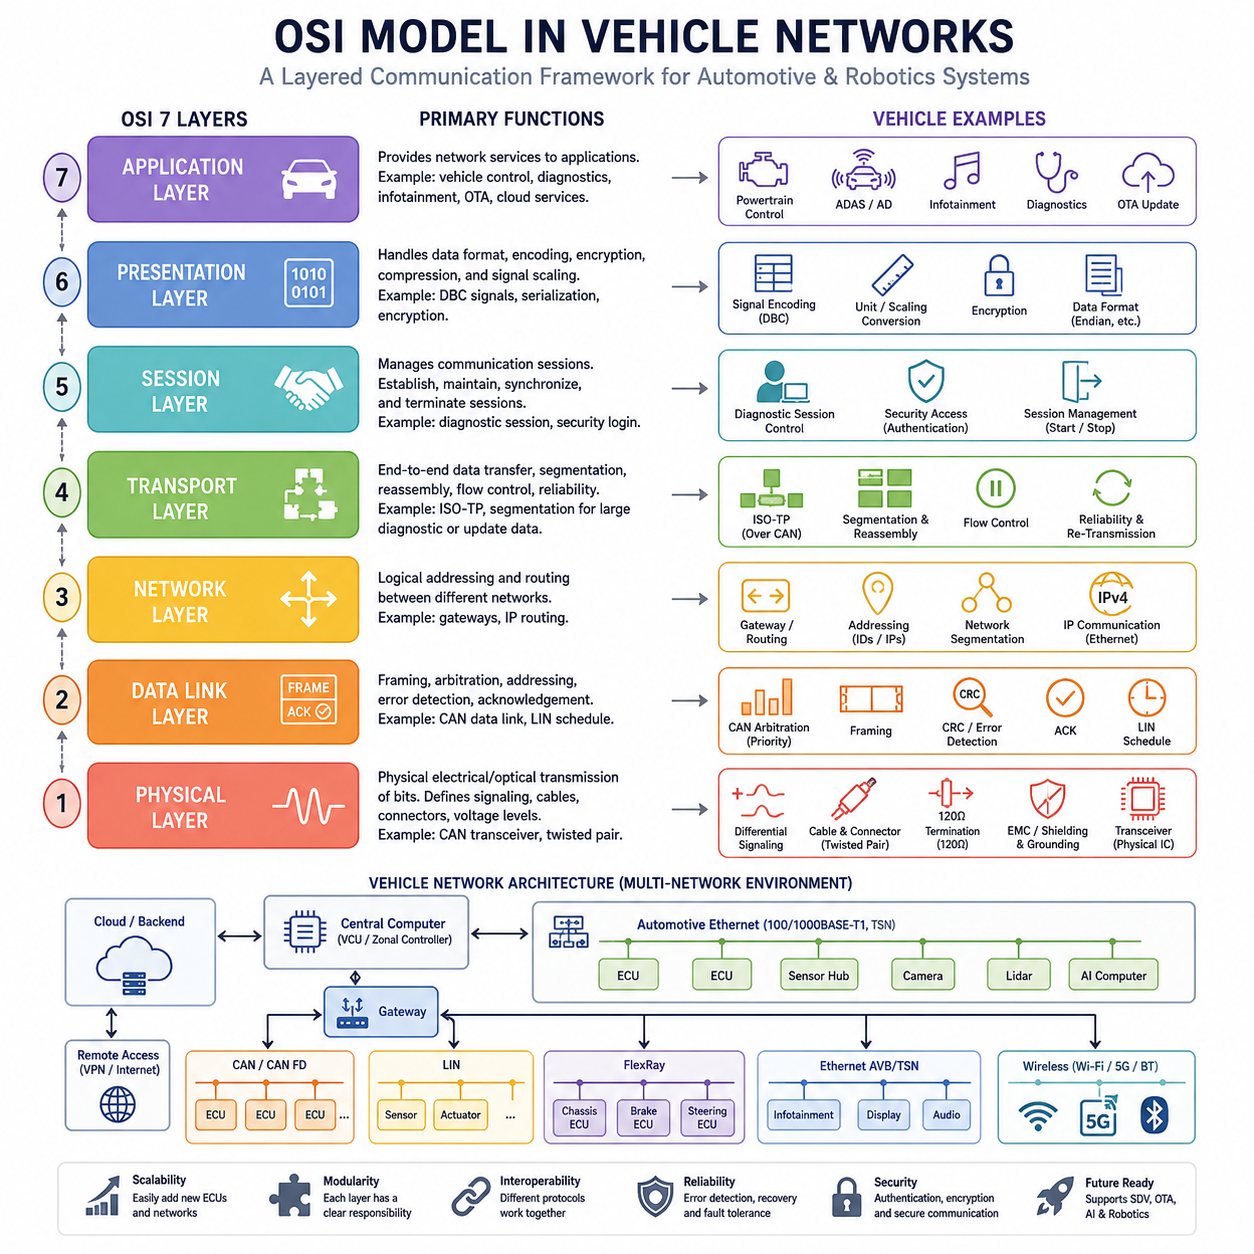 OSI MODEL IN VEHICLE NETWORKS
A Layered Communication Framework for Automotive & Robotics Systems
OSI 7 LAYERS
PRIMARY FUNCTIONS
VEHICLE EXAMPLES
7
APPLICATION
LAYER
Provides network services to applications.
Example: vehicle control, diagnostics,
infotainment, OTA, cloud services.
Powertrain
Control
ADAS / AD
Infotainment
Diagnostics
OTA Update
6
PRESENTATION
LAYER
1010
0101
Handles data format, encoding, encryption,
compression, and signal scaling.
Example: DBC signals, serialization,
encryption.
Signal Encoding
(DBC)
Unit / Scaling
Conversion
Encryption
Data Format
(Endian, etc.)
5
SESSION
LAYER
Manages communication sessions.
Establish, maintain, synchronize,
and terminate sessions.
Example: diagnostic session, security login.
Diagnostic Session
Control
Security Access
(Authentication)
Session Management
(Start / Stop)
4
TRANSPORT
LAYER
End-to-end data transfer, segmentation,
reassembly, flow control, reliability.
Example: ISO-TP, segmentation for large
diagnostic or update data.
ISO-TP
(Over CAN)
Segmentation &
Reassembly
Flow Control
Reliability &
Re-Transmission
3
NETWORK
LAYER
Logical addressing and routing
between different networks.
Example: gateways, IP routing.
Gateway /
Routing
Addressing
(IDs / IPs)
Network
Segmentation
IPv4
IP Communication
(Ethernet)
2
DATA LINK
LAYER
FRAME
ACK
Framing, arbitration, addressing,
error detection, acknowledgement.
Example: CAN data link, LIN schedule.
CAN Arbitration
(Priority)
Framing
CRC
CRC / Error
Detection
ACK
LIN
Schedule
1
PHYSICAL
LAYER
Physical electrical/optical transmission
of bits. Defines signaling, cables,
connectors, voltage levels.
Example: CAN transceiver, twisted pair.
Differential
Signaling
Cable & Connector
(Twisted Pair)
120Ω
Termination
(120Ω)
EMC / Shielding
& Grounding
Transceiver
(Physical IC)
VEHICLE NETWORK ARCHITECTURE (MULTI-NETWORK ENVIRONMENT)
Cloud / Backend
Central Computer
(VCU / Zonal Controller)
Automotive Ethernet (100/1000BASE-T1, TSN)
ECU
ECU
Sensor Hub
Camera
Lidar
AI Computer
Gateway
Remote Access
(VPN / Internet)
CAN / CAN FD
ECU
ECU
ECU
...
LIN
Sensor
Actuator
...
FlexRay
Chassis
ECU
Brake
ECU
Steering
ECU
Ethernet AVB/TSN
Infotainment
Display
Audio
Wireless (Wi-Fi / 5G / BT)
5G
Scalability
Easily add new ECUs
and networks
Modularity
Each layer has a
clear responsibility
Interoperability
Different protocols
work together
Reliability
Error detection, recovery
and fault tolerance
Security
Authentication, encryption
and secure communication
Future Ready
Supports SDV, OTA,
AI & Robotics